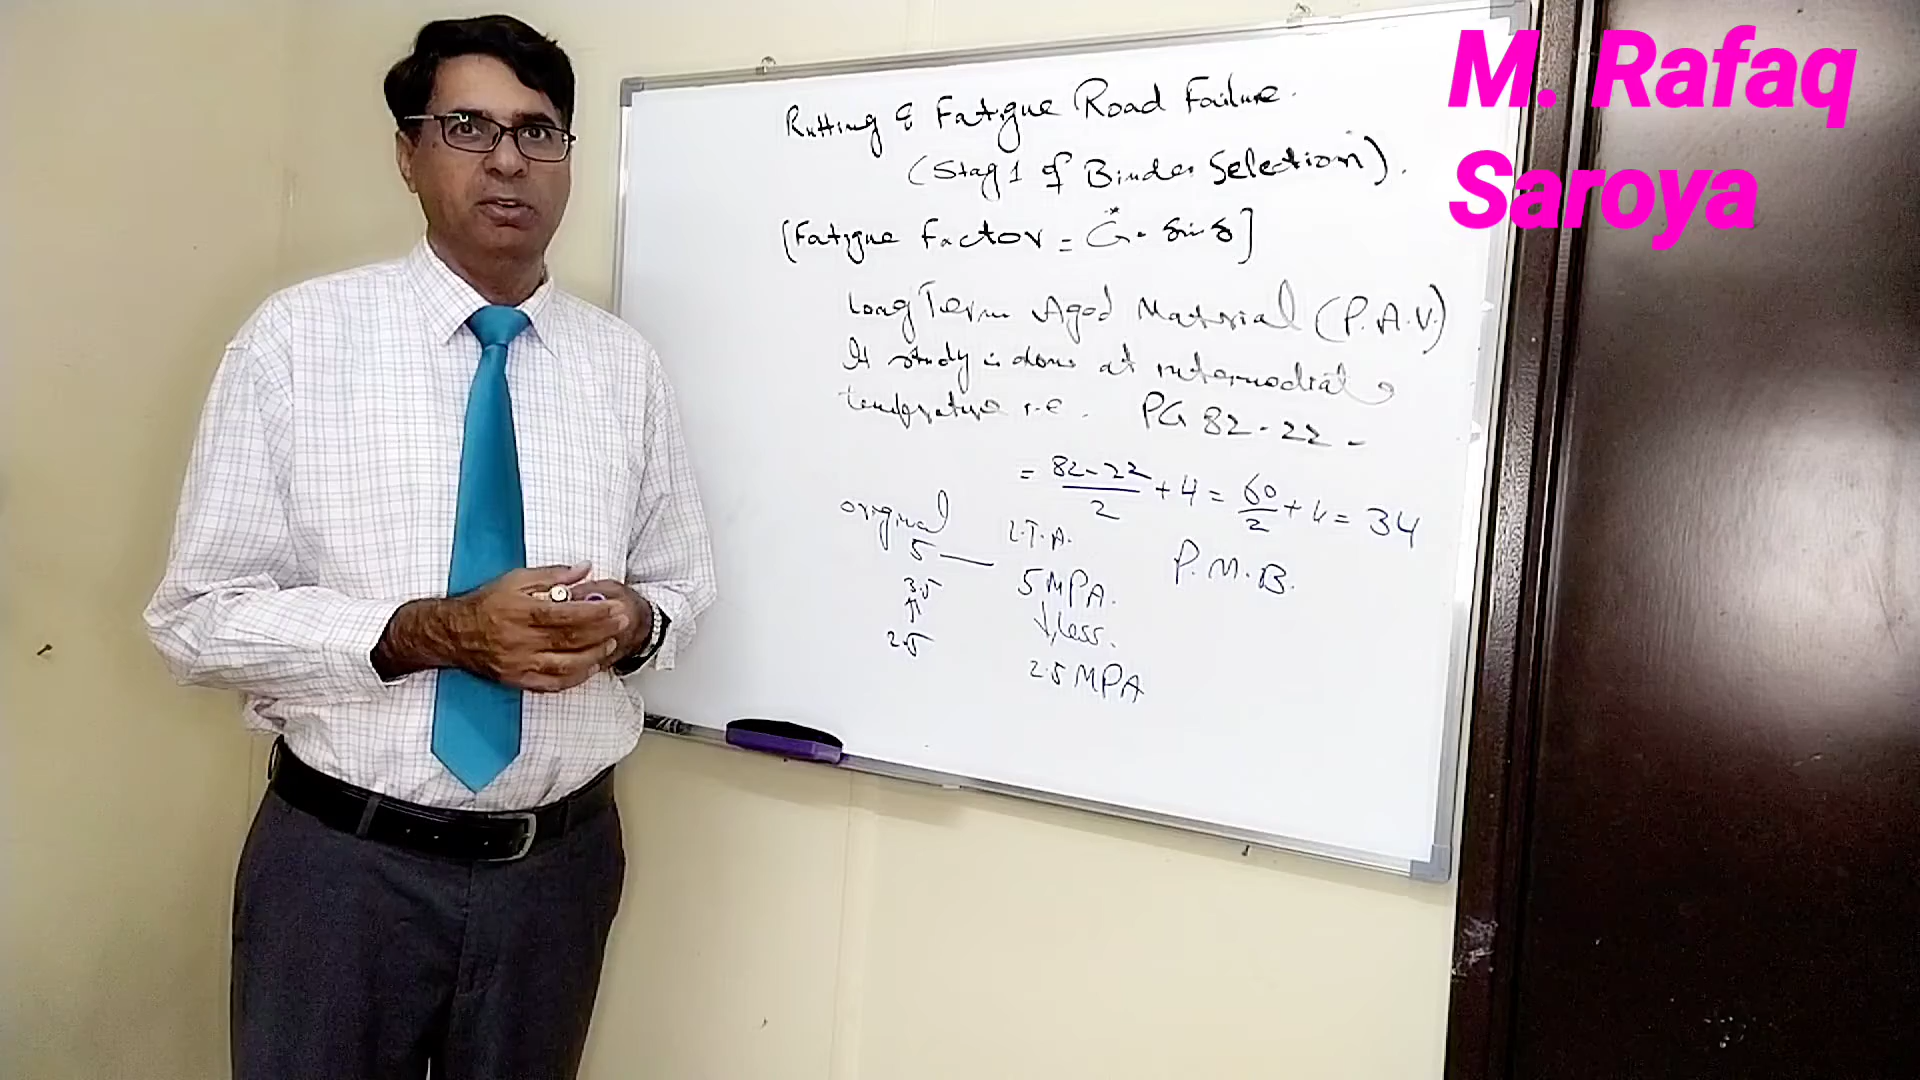 M. Rafaq
Saroya
Rutting & Fatigue Road Failure.
(Stag 1 of Binder Selection).
[Fatigue Factor = G*. sin δ]
Long Term Aged Material (P.A.V.)
It study is done at intermediate
temperature i.e. PG 82-22 -
= 82-22/2 + 4 = 60/2 + 4 = 34
original
L.T.A.
P.M.B.
5 — 5 MPA.
3.5
↓ Less.
↑
2.5
2.5 MPA